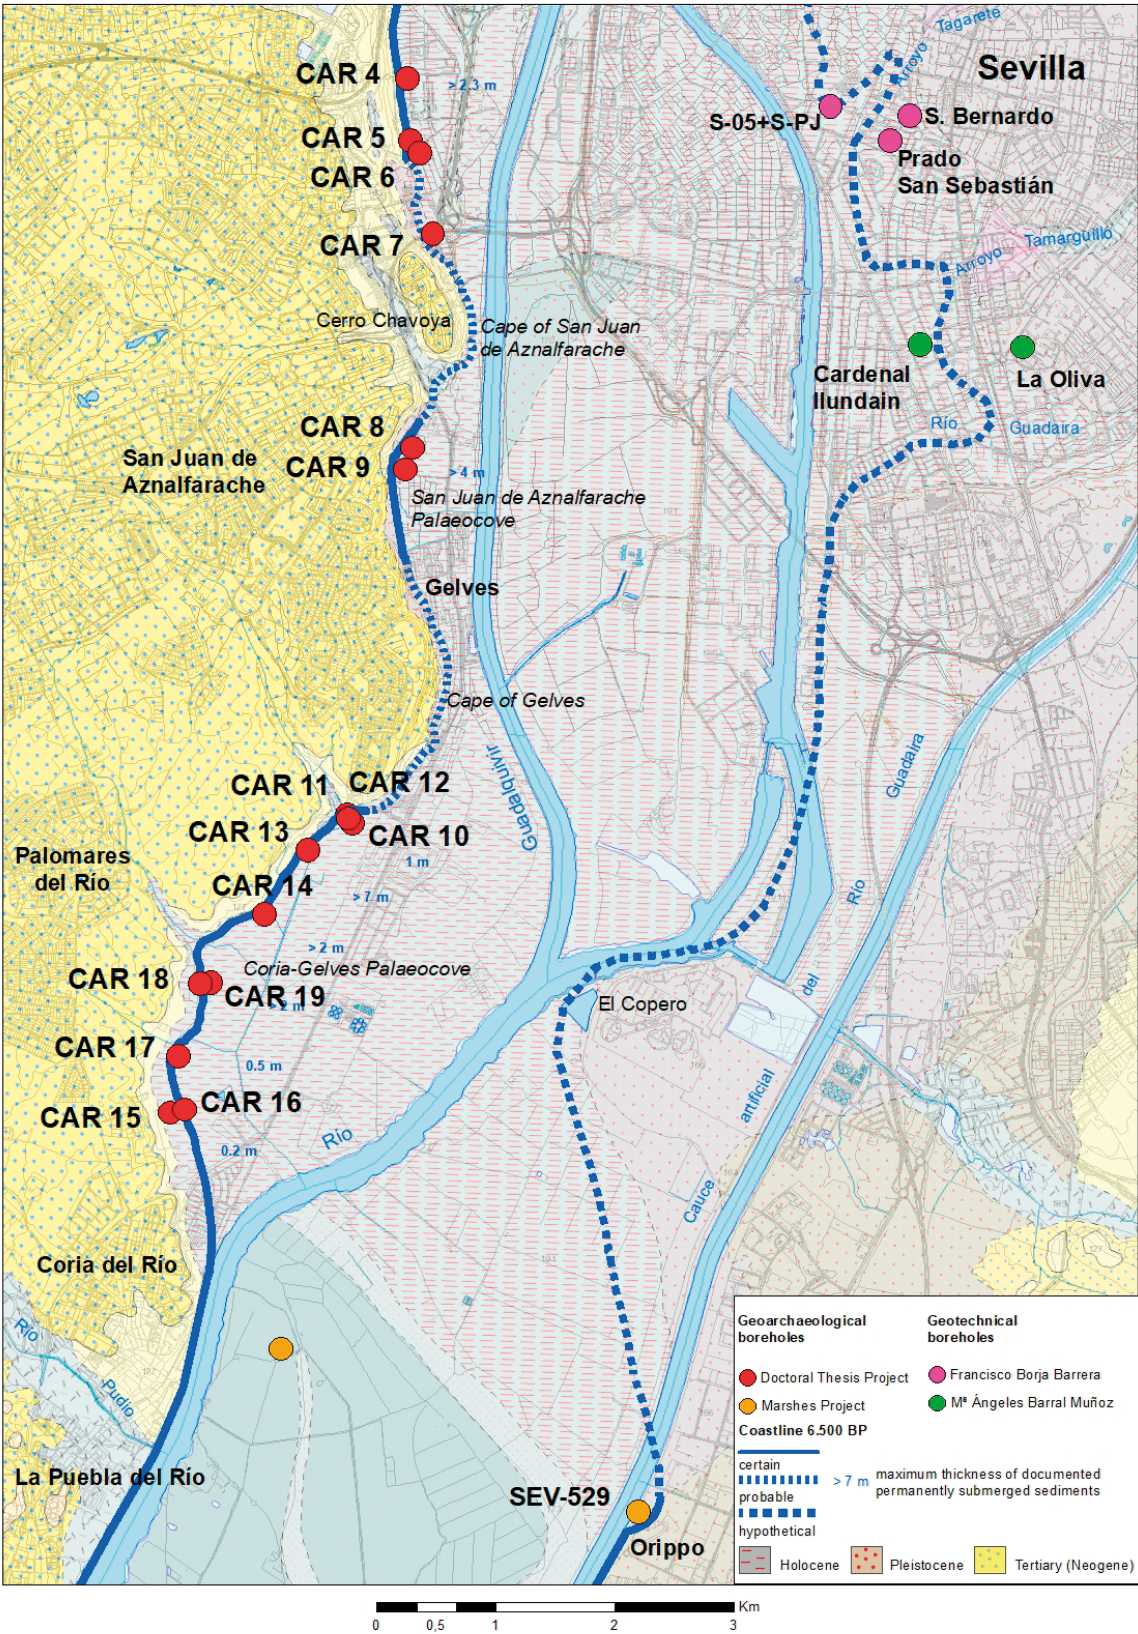 Tagarete
Arroyo
Sevilla
CAR 4
> 2.3 m
S-05+S-PJ
S. Bernardo
CAR 5
Prado
San Sebastián
CAR 6
CAR 7
Arroyo
Tamarguillo
Cerro Chavoya
Cape of San Juan
de Aznalfarache
Cardenal
Ilundain
La Oliva
CAR 8
Río
Guadaira
San Juan de
Aznalfarache
CAR 9
> 4 m
San Juan de Aznalfarache
Palaeocove
Gelves
Cape of Gelves
Guadalquivir
Guadaira
CAR 11
CAR 12
CAR 13
CAR 10
Palomares
del Río
1 m
CAR 14
> 7 m
Río
> 2 m
Coria-Gelves Palaeocove
CAR 18
CAR 19
> 2 m
del
El Copero
CAR 17
0.5 m
artificial
CAR 15
CAR 16
Río
0.2 m
Cauce
Coria del Río
Río
Pudio
La Puebla del Río
SEV-529
Orippo
Geoarchaeological
boreholes
Geotechnical
boreholes
Doctoral Thesis Project
Francisco Borja Barrera
Marshes Project
Mª Ángeles Barral Muñoz
Coastline 6.500 BP
certain
probable
hypothetical
> 7 m
maximum thickness of documented
permanently submerged sediments
Holocene
Pleistocene
Tertiary (Neogene)
Km
0 0,5 1 2 3